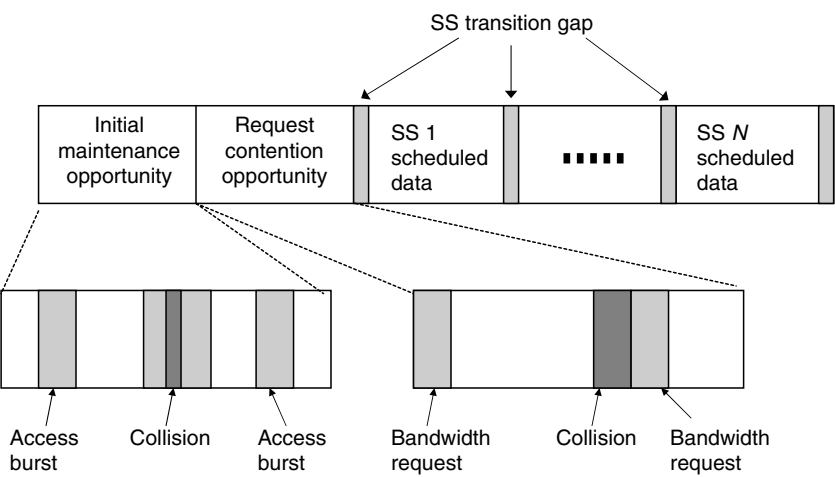 SS transition gap
Initial
maintenance
opportunity
Request
contention
opportunity
SS 1
scheduled
data
SS N
scheduled
data
Access
burst
Collision
Access
burst
Bandwidth
request
Collision
Bandwidth
request